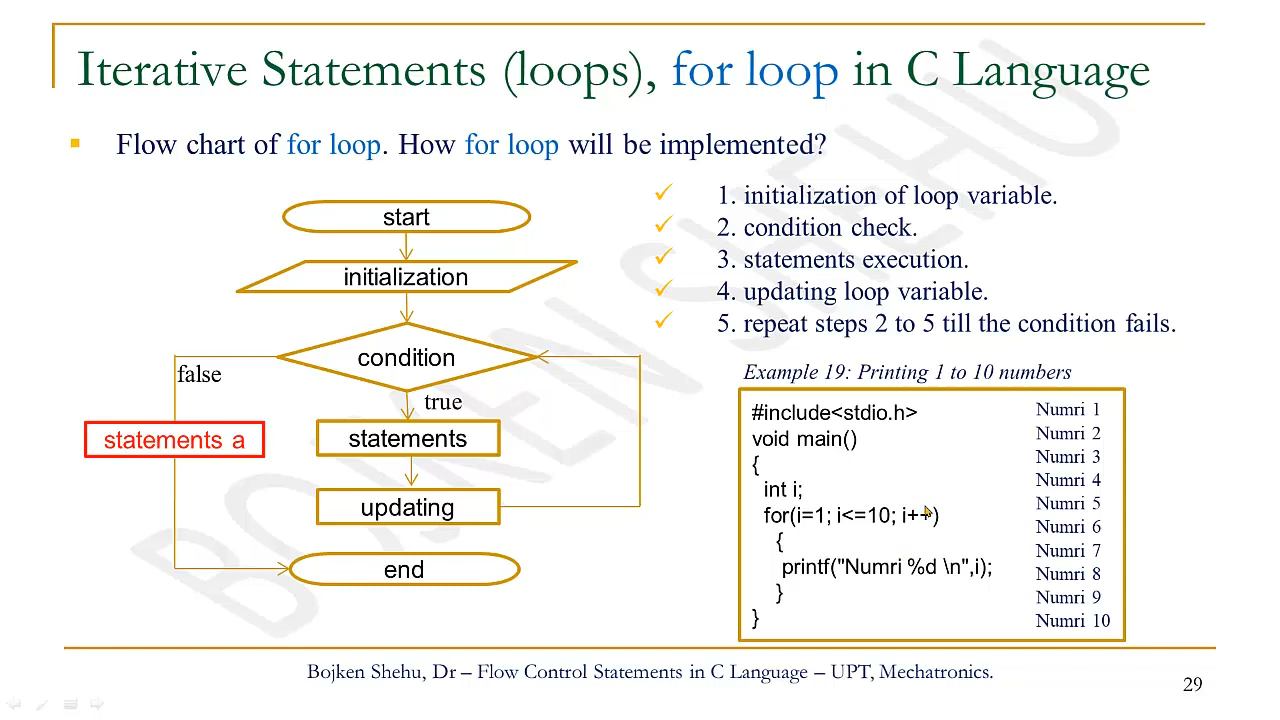 Iterative Statements (loops), for loop in C Language
Flow chart of for loop. How for loop will be implemented?
start
initialization
condition
false
true
statements a
statements
updating
end
1. initialization of loop variable.
2. condition check.
3. statements execution.
4. updating loop variable.
5. repeat steps 2 to 5 till the condition fails.
Example 19: Printing 1 to 10 numbers
#include<stdio.h>
void main()
{
int i;
for(i=1; i<=10; i++)
{
printf("Numri %d \n",i);
}
}
Numri 1
Numri 2
Numri 3
Numri 4
Numri 5
Numri 6
Numri 7
Numri 8
Numri 9
Numri 10
BOJKEN SHEHU
Bojken Shehu, Dr – Flow Control Statements in C Language – UPT, Mechatronics.
29